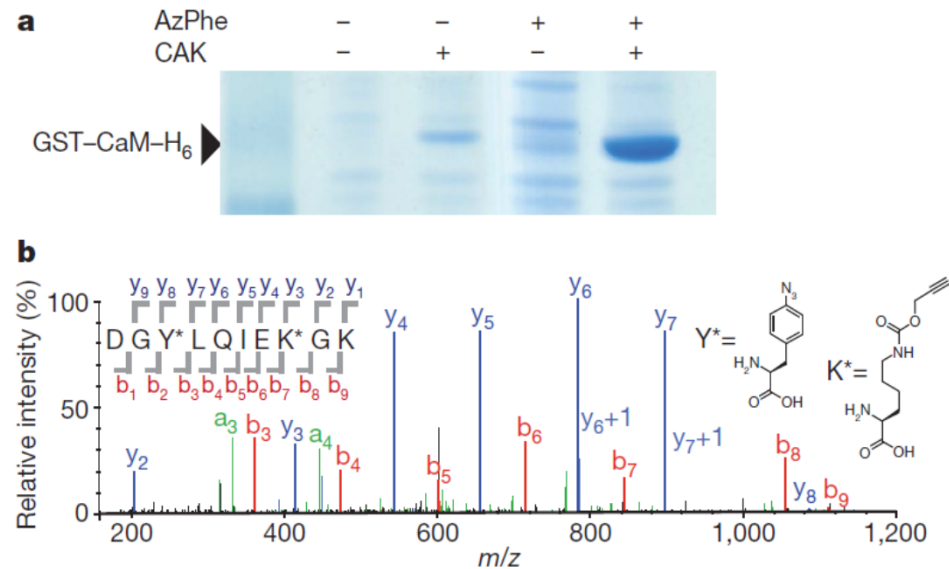 a
AzPhe – – + +
CAK – + – +
GST–CaM–H6
b
y9 y8 y7 y6 y5 y4 y3 y2 y1
D G Y* L Q I E K* G K
b1 b2 b3 b4 b5 b6 b7 b8 b9
Relative intensity (%)
100
50
0
y2
a3
b3
y3
a4
b4
y4
b5
y5
b6
y6
y6+1
b7
y7
y7+1
b8
y8
b9
200 400 600 800 1,000 1,200
m/z
Y*=
N3
H2N
O
OH
K*=
O
O
NH
H2N
O
OH